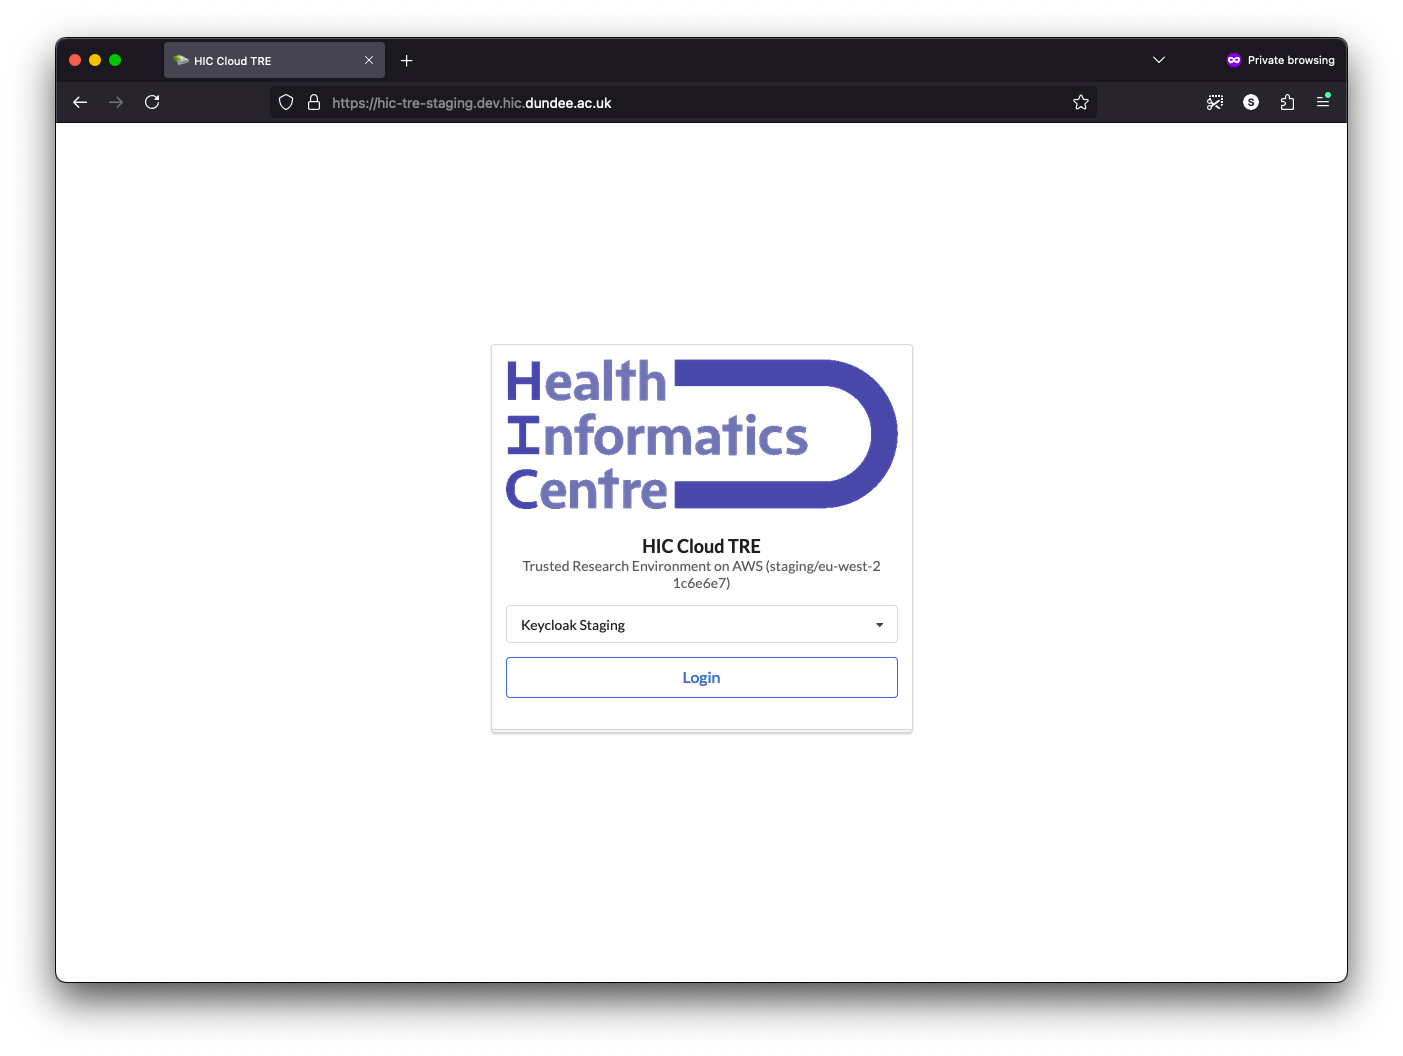 HIC Cloud TRE
Private browsing
https://hic-tre-staging.dev.hic.dundee.ac.uk
S
Health
Informatics
Centre
HIC Cloud TRE
Trusted Research Environment on AWS (staging/eu-west-2
1c6e6e7)
Keycloak Staging
Login